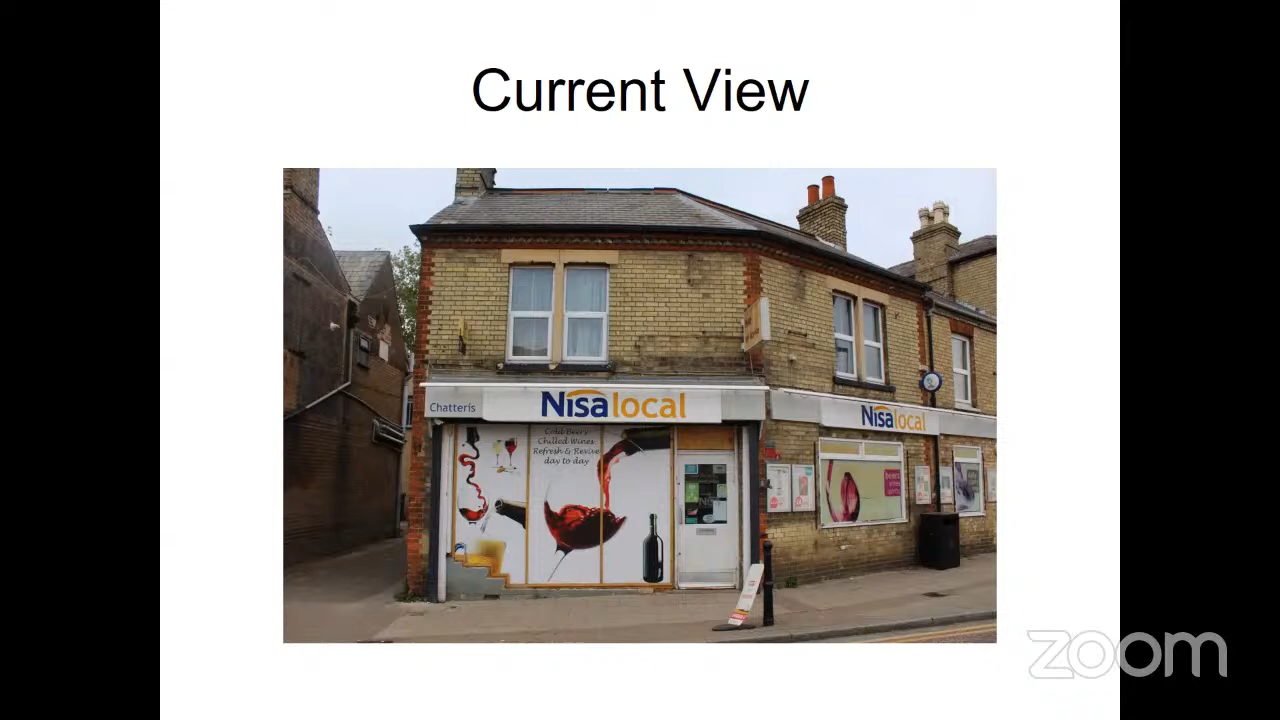 Current View
Chatteris
Nisa local
Nisa local
Cold Beers
Chilled Wines
Refresh & Revive
day to day
zoom